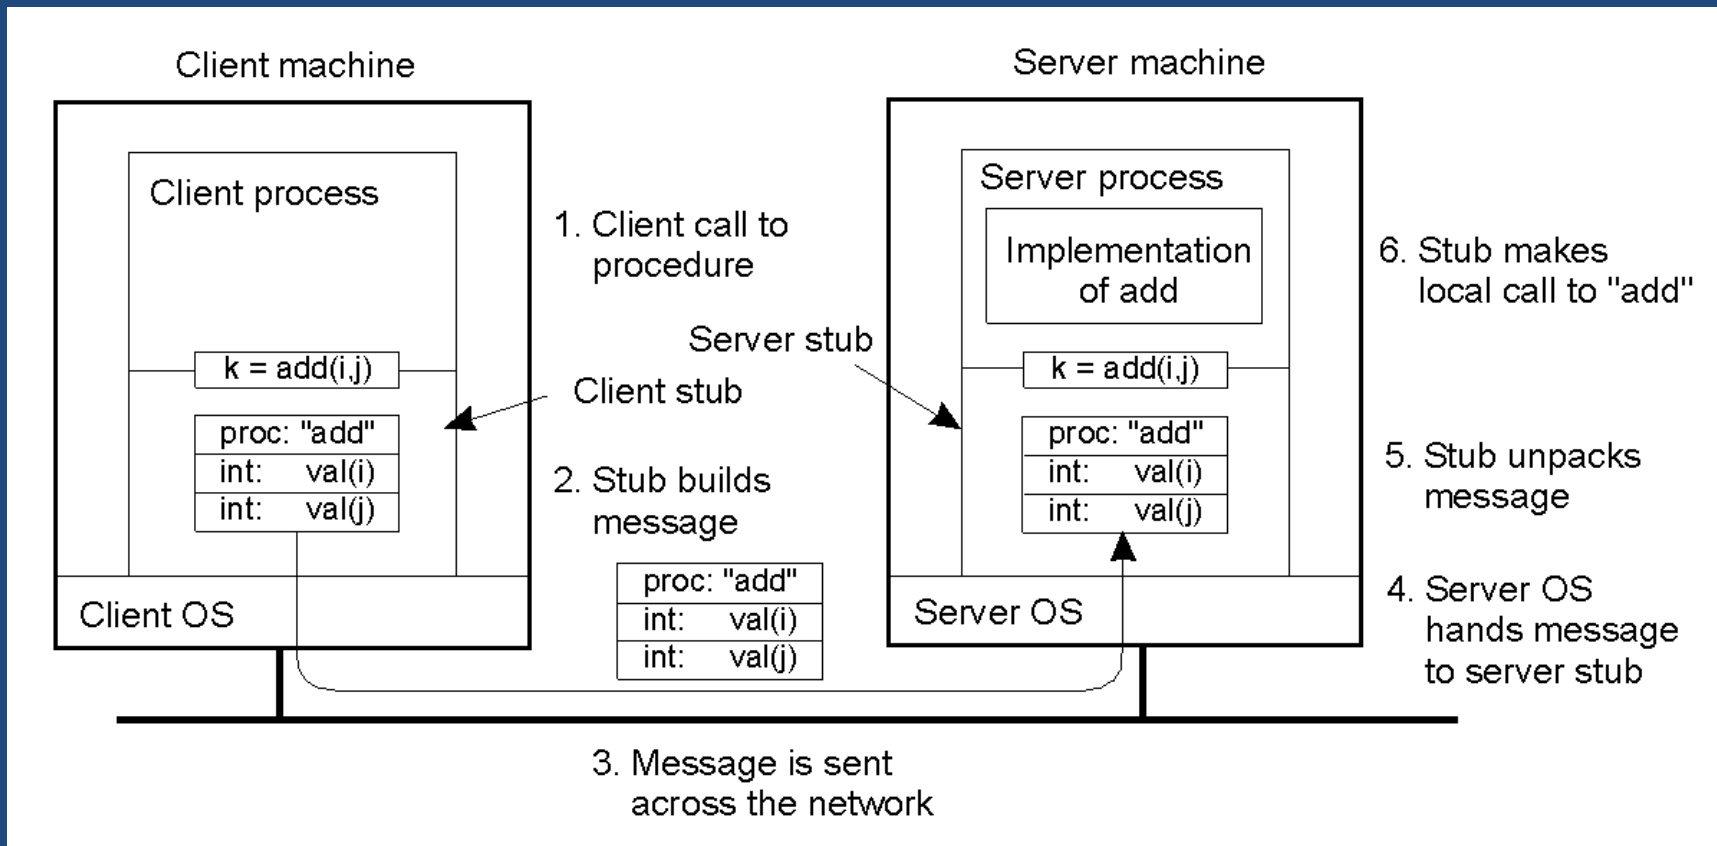 Client machine
Server machine
Client process
1. Client call to
procedure
k = add(i,j)
Client stub
proc: "add"
int: val(i)
int: val(j)
2. Stub builds
message
proc: "add"
int: val(i)
int: val(j)
Client OS
3. Message is sent
across the network
Server process
Implementation
of add
Server stub
k = add(i,j)
proc: "add"
int: val(i)
int: val(j)
Server OS
6. Stub makes
local call to "add"
5. Stub unpacks
message
4. Server OS
hands message
to server stub